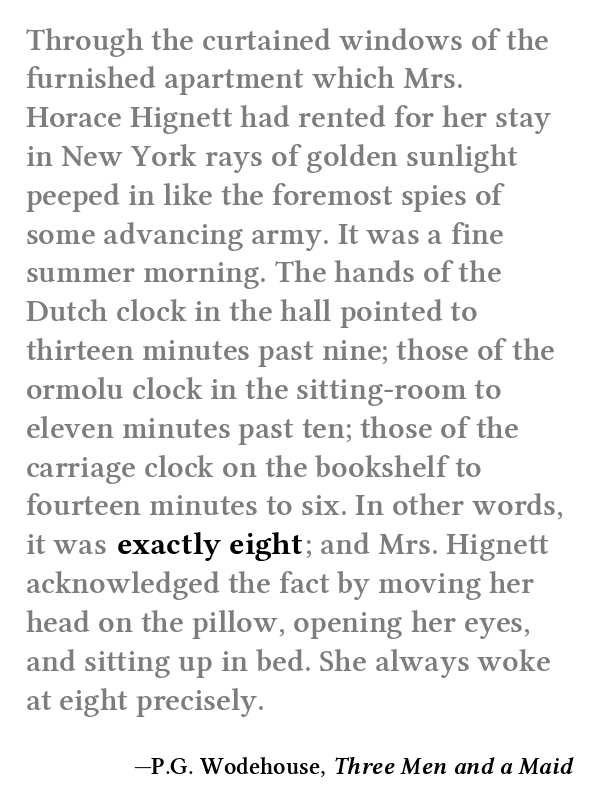 Through the curtained windows of the
furnished apartment which Mrs.
Horace Hignett had rented for her stay
in New York rays of golden sunlight
peeped in like the foremost spies of
some advancing army. It was a fine
summer morning. The hands of the
Dutch clock in the hall pointed to
thirteen minutes past nine; those of the
ormolu clock in the sitting-room to
eleven minutes past ten; those of the
carriage clock on the bookshelf to
fourteen minutes to six. In other words,
it was exactly eight; and Mrs. Hignett
acknowledged the fact by moving her
head on the pillow, opening her eyes,
and sitting up in bed. She always woke
at eight precisely.
—P.G. Wodehouse, Three Men and a Maid